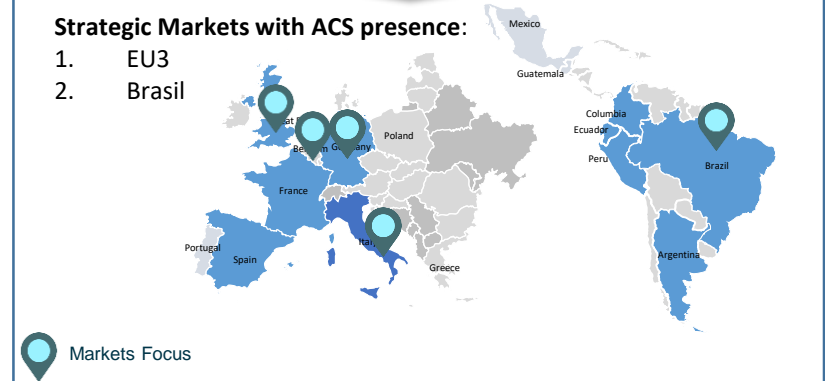 Strategic Markets with ACS presence:
1. EU3
2. Brasil
Mexico
Guatemala
Columbia
Ecuador
Peru
Brazil
Argentina
Poland
France
Portugal
Spain
Greece
Markets Focus